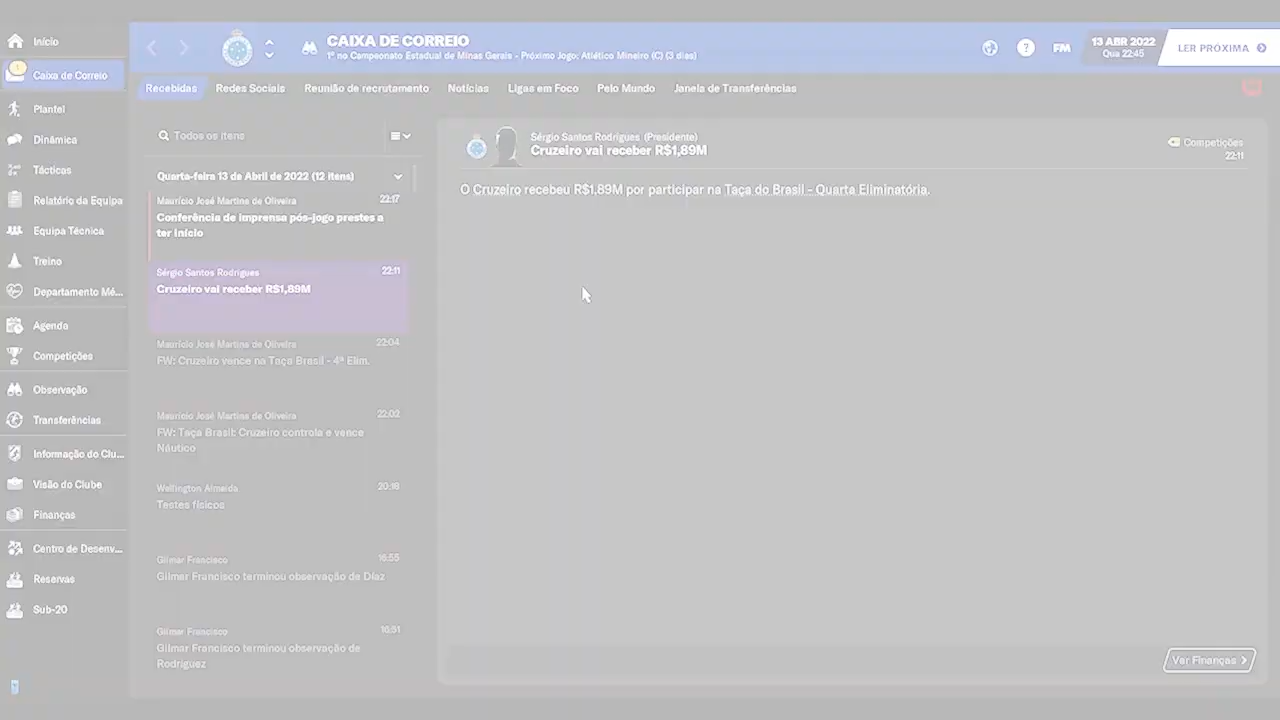 Início
Caixa de Correio
Plantel
Dinâmica
Tácticas
Relatório da Equipa
Equipa Técnica
Treino
Departamento Mé...
Agenda
Competições
Observação
Transferências
Informação do Clu...
Visão do Clube
Finanças
Centro de Desenv...
Reservas
Sub-20
CAIXA DE CORREIO
1º no Campeonato Estadual de Minas Gerais - Próximo Jogo: Atlético Mineiro (C) (3 dias)
?
FM
13 ABR 2022
Qua 22:45
LER PRÓXIMA
Recebidas
Redes Sociais
Reunião de recrutamento
Notícias
Ligas em Foco
Pelo Mundo
Janela de Transferências
Todos os Itens
Quarta-feira 13 de Abril de 2022 (12 itens)
Maurício José Martins de Oliveira 22:17
Conferência de imprensa pós-jogo prestes a
ter início
Sérgio Santos Rodrigues 22:11
Cruzeiro vai receber R$1,89M
Maurício José Martins de Oliveira 22:04
FW: Cruzeiro vence na Taça Brasil - 4ª Elim.
Maurício José Martins de Oliveira 22:02
FW: Taça Brasil: Cruzeiro controla e vence
Náutico
Wellington Almeida 20:18
Testes físicos
Gilmar Francisco 16:55
Gilmar Francisco terminou observação de Díaz
Gilmar Francisco 16:51
Gilmar Francisco terminou observação de
Rodríguez
Sérgio Santos Rodrigues (Presidente)
Cruzeiro vai receber R$1,89M
Competições
22:11
O Cruzeiro recebeu R$1,89M por participar na Taça do Brasil - Quarta Eliminatória.
Ver Finanças